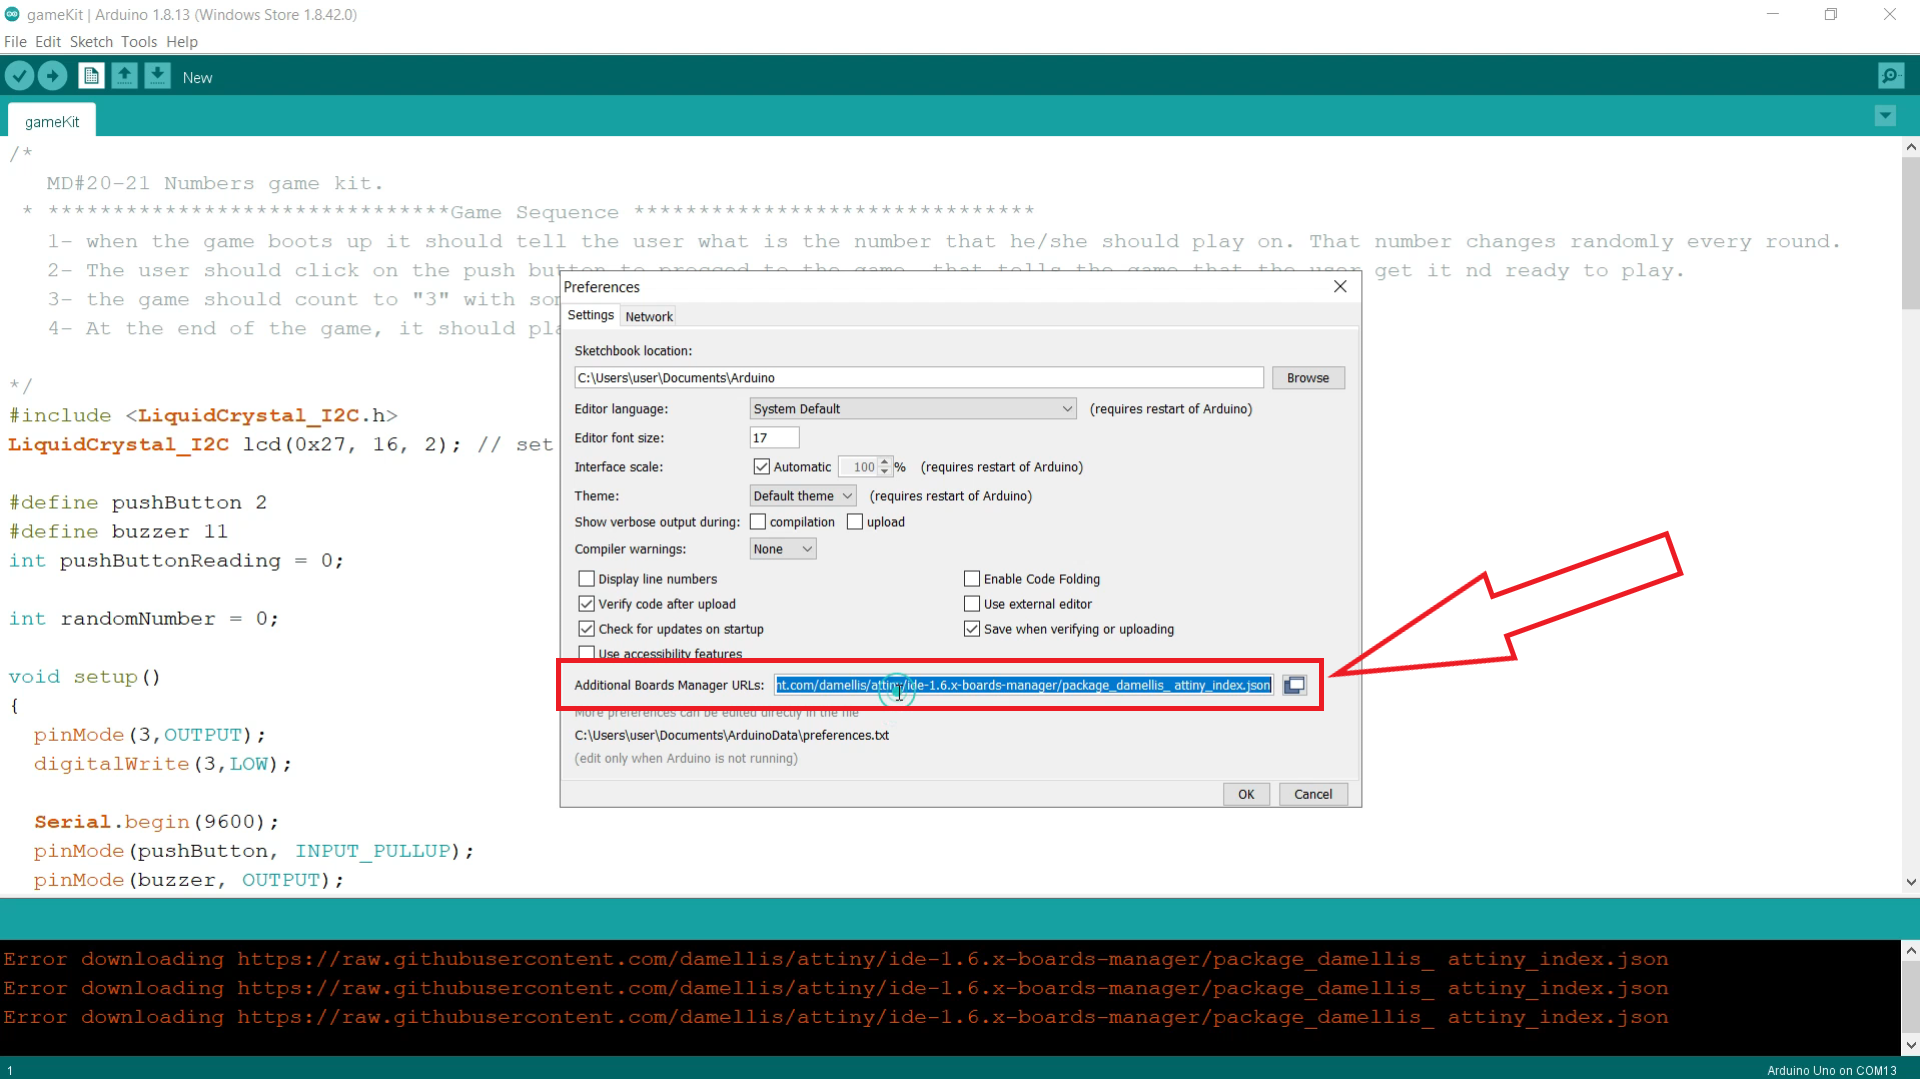 gameKit | Arduino 1.8.13 (Windows Store 1.8.42.0)
File Edit Sketch Tools Help
New
gameKit
/*
MD#20-21 Numbers game kit.
* *******************************Game Sequence *******************************
1- when the game boots up it should tell the user what is the number that he/she should play on. That number changes randomly every round.
2- The user should click on the push button to procced to the game, that tells the game that the user get it nd ready to play.
3- the game should count to "3" with
4- At the end of the game, it should
*/
#include <LiquidCrystal_I2C.h>
LiquidCrystal_I2C lcd(0x27, 16, 2); // set
#define pushButton 2
#define buzzer 11
int pushButtonReading = 0;
int randomNumber = 0;
void setup()
{
pinMode(3,OUTPUT);
digitalWrite(3,LOW);
Serial.begin(9600);
pinMode(pushButton, INPUT_PULLUP);
pinMode(buzzer, OUTPUT);
Preferences
Settings Network
Sketchbook location:
C:\Users\user\Documents\Arduino Browse
Editor language: System Default (requires restart of Arduino)
Editor font size: 17
Interface scale: Automatic 100 % (requires restart of Arduino)
Theme: Default theme (requires restart of Arduino)
Show verbose output during: compilation upload
Compiler warnings: None
Display line numbers Enable Code Folding
Verify code after upload Use external editor
Check for updates on startup Save when verifying or uploading
Use accessibility features
Additional Boards Manager URLs: nt.com/damellis/attiny/ide-1.6.x-boards-manager/package_damellis_ attiny_index.json
More preferences can be edited directly in the file
C:\Users\user\Documents\ArduinoData\preferences.txt
(edit only when Arduino is not running)
OK Cancel
Error downloading https://raw.githubusercontent.com/damellis/attiny/ide-1.6.x-boards-manager/package_damellis_ attiny_index.json
Error downloading https://raw.githubusercontent.com/damellis/attiny/ide-1.6.x-boards-manager/package_damellis_ attiny_index.json
Error downloading https://raw.githubusercontent.com/damellis/attiny/ide-1.6.x-boards-manager/package_damellis_ attiny_index.json
1 Arduino Uno on COM13